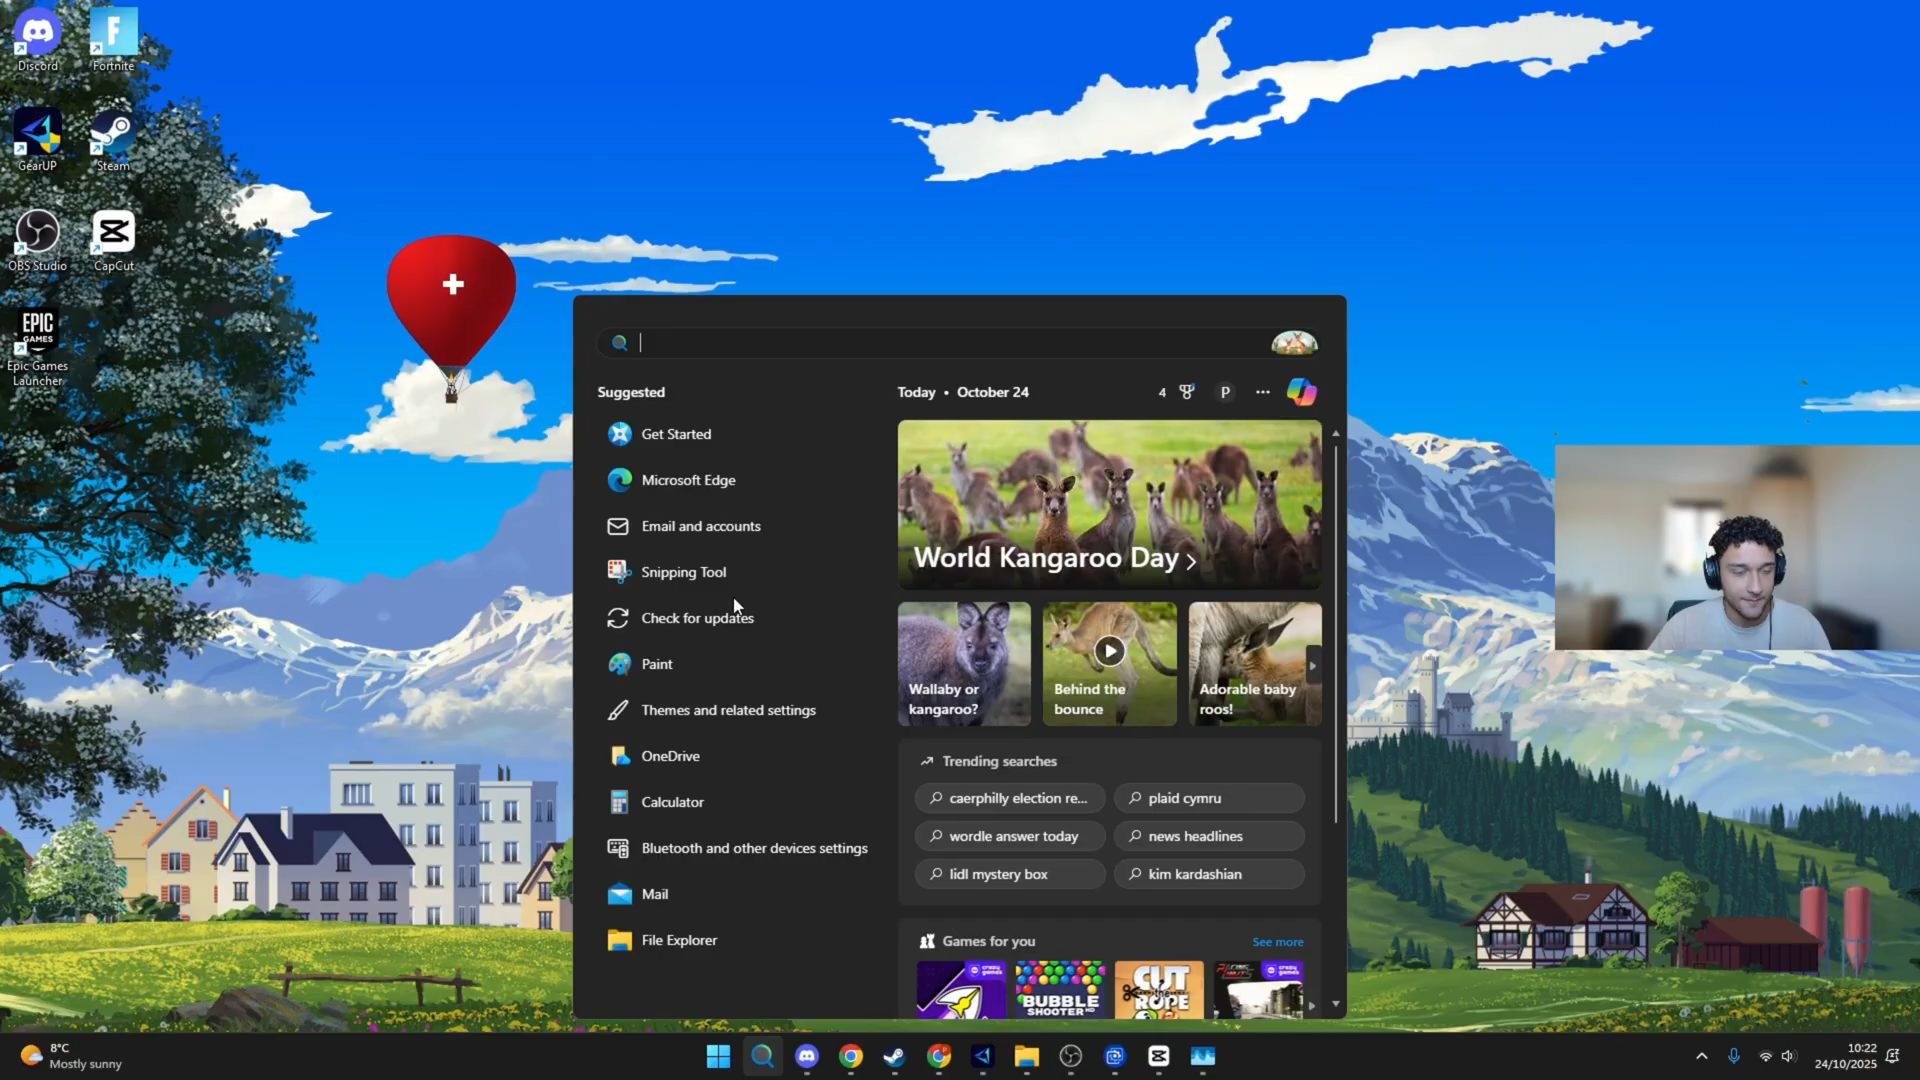 Discord
Fortnite
GearUP
Steam
OBS Studio
CapCut
EPIC
GAMES
Epic Games
Launcher
Suggested
Get Started
Microsoft Edge
Email and accounts
Snipping Tool
Check for updates
Paint
Themes and related settings
OneDrive
Calculator
Bluetooth and other devices settings
Mail
File Explorer
Today • October 24
4
P
World Kangaroo Day
Wallaby or
kangaroo?
Behind the
bounce
Adorable baby
roos!
Trending searches
caerphilly election re...
plaid cymru
wordle answer today
news headlines
lidl mystery box
kim kardashian
Games for you
See more
BUBBLE
SHOOTER HD
CUT
ROPE
8°C
Mostly sunny
10:22
24/10/2025